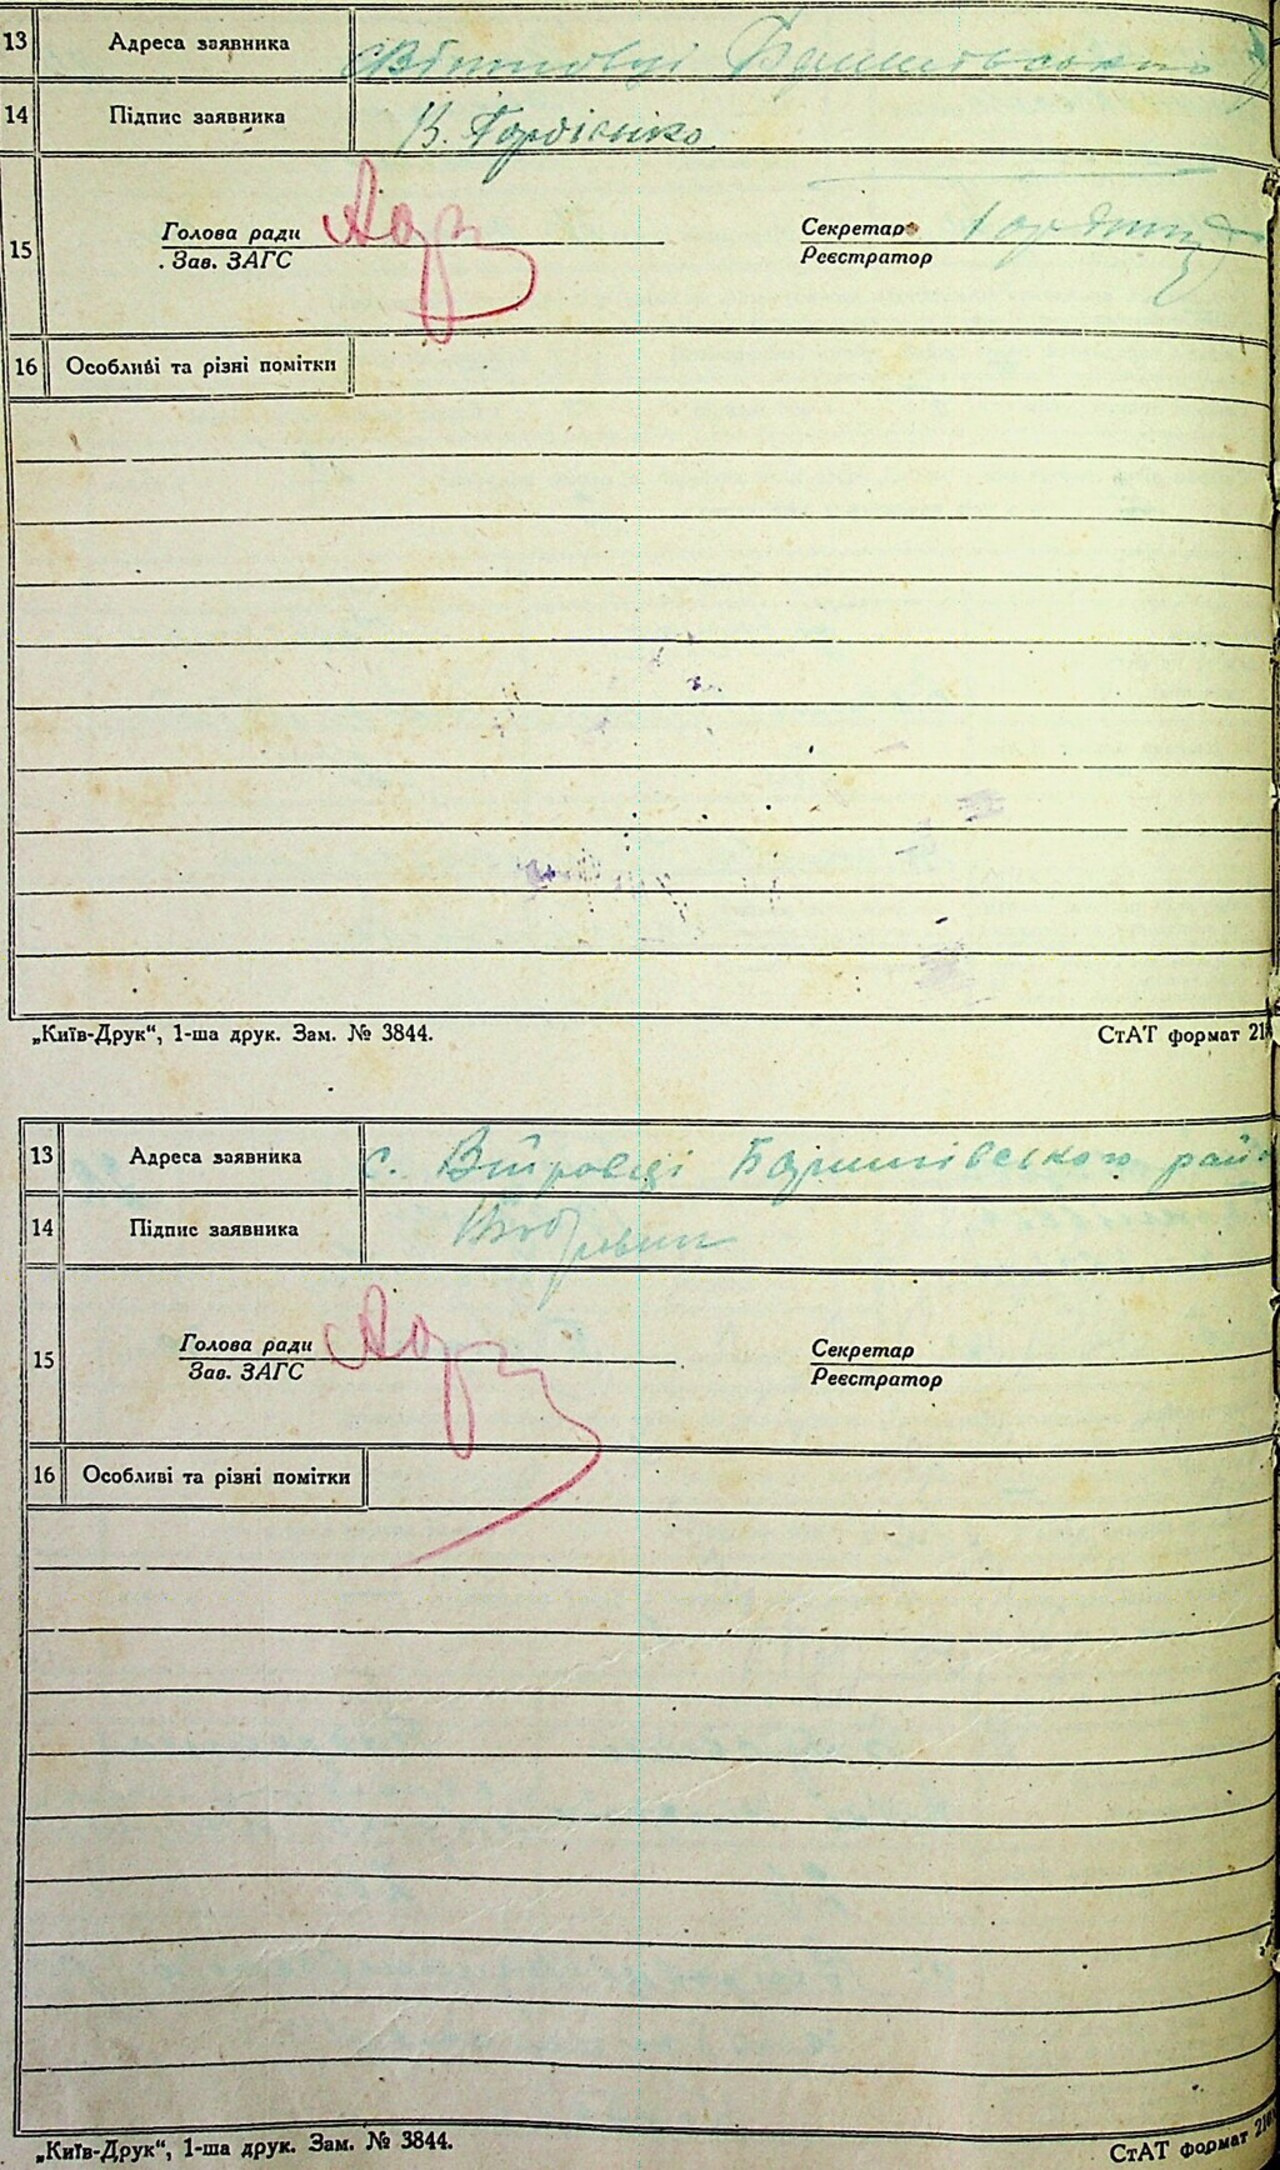 13 Адреса заявника
14 Підпис заявника В. Гордієнко
15 Голова ради Секретар
Зав. ЗАГС Реєстратор
16 Особливі та різні помітки
„Київ-Друк“, 1-ша друк. Зам. № 3844. СтАТ формат
13 Адреса заявника с. Війтовці Баришівського рай
14 Підпис заявника
15 Голова ради Секретар
Зав. ЗАГС Реєстратор
16 Особливі та різні помітки
„Київ-Друк“, 1-ша друк. Зам. № 3844. СтАТ формат